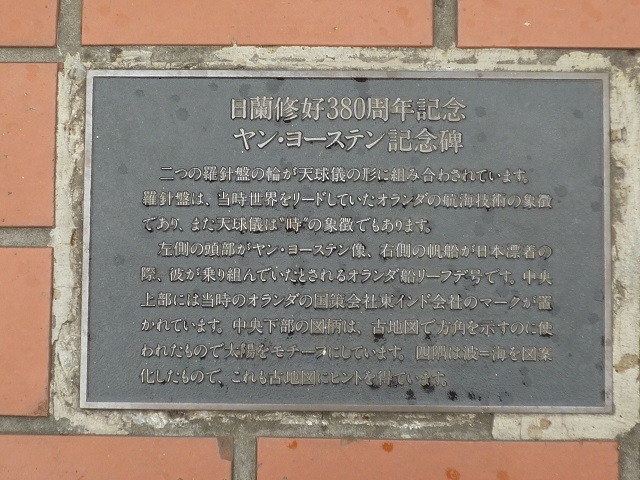 日蘭修好380周年記念
ヤン・ヨーステン記念碑
二つの羅針盤の輪が天球儀の形に組み合わされています。
羅針盤は、当時世界をリードしていたオランダの航海技術の象徴
であり、また天球儀は"時"の象徴でもあります。
左側の頭部がヤン・ヨーステン像、右側の帆船が日本漂着の
際、彼が乗り組んでいたとされるオランダ船リーフデ号です。中央
上部には当時のオランダの国策会社東インド会社のマークが置
かれています。中央下部の図柄は、古地図で方角を示すのに使
われたもので太陽をモチーフにしています。四隅は波=海を図案
化したもので、これも古地図にヒントを得ています。